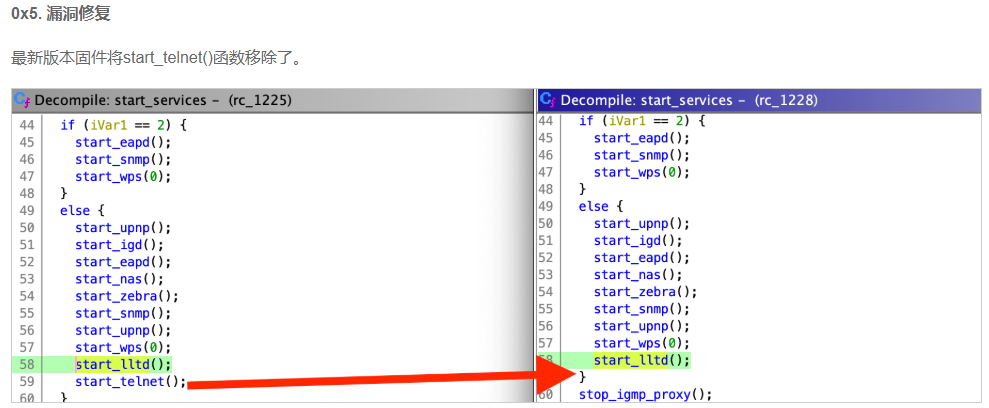 0x5. 漏洞修复
最新版本固件将start_telnet()函数移除了。
Decompile: start_services – (rc_1225)
44 if (iVar1 == 2) {
45 start_eapd();
46 start_snmp();
47 start_wps(0);
48 }
49 else {
50 start_upnp();
51 start_igd();
52 start_eapd();
53 start_nas();
54 start_zebra();
55 start_snmp();
56 start_upnp();
57 start_wps(0);
58 start_lltd();
59 start_telnet();
60 }
Decompile: start_services – (rc_1228)
44 if (iVar1 == 2) {
45 start_eapd();
46 start_snmp();
47 start_wps(0);
48 }
49 else {
50 start_upnp();
51 start_igd();
52 start_eapd();
53 start_nas();
54 start_zebra();
55 start_snmp();
56 start_upnp();
57 start_wps(0);
58 start_lltd();
}
60 stop_igmp_proxy();